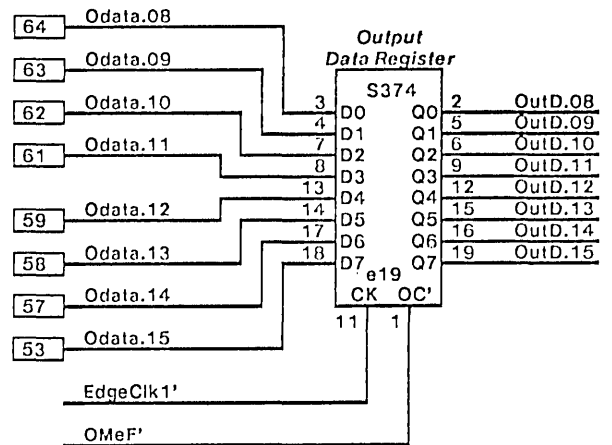 64 Odata.08
63 Odata.09
62 Odata.10
61 Odata.11
59 Odata.12
58 Odata.13
57 Odata.14
53 Odata.15
EdgeClk1'
OMeF'
Output
Data Register
S374
3 D0 Q0 2 OutD.08
4 D1 Q1 5 OutD.09
7 D2 Q2 6 OutD.10
8 D3 Q3 9 OutD.11
13 D4 Q4 12 OutD.12
14 D5 Q5 15 OutD.13
17 D6 Q6 16 OutD.14
18 D7 Q7 19 OutD.15
e19
CK OC'
11 1